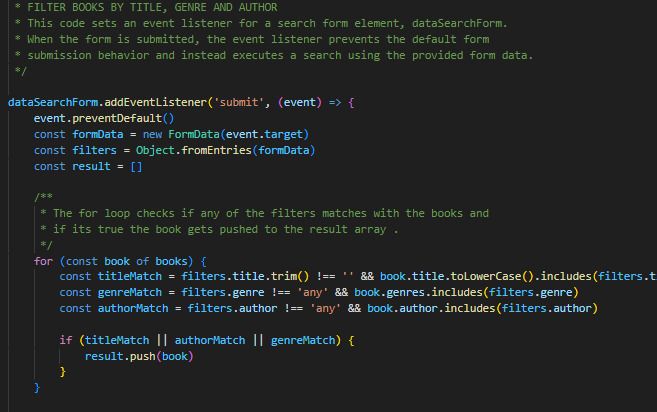 * FILTER BOOKS BY TITLE, GENRE AND AUTHOR
* This code sets an event listener for a search form element, dataSearchForm.
* When the form is submitted, the event listener prevents the default form
* submission behavior and instead executes a search using the provided form data.
*/
dataSearchForm.addEventListener('submit', (event) => {
event.preventDefault()
const formData = new FormData(event.target)
const filters = Object.fromEntries(formData)
const result = []
/**
* The for loop checks if any of the filters matches with the books and
* if its true the book gets pushed to the result array .
*/
for (const book of books) {
const titleMatch = filters.title.trim() !== '' && book.title.toLowerCase().includes(filters.t
const genreMatch = filters.genre !== 'any' && book.genres.includes(filters.genre)
const authorMatch = filters.author !== 'any' && book.author.includes(filters.author)
if (titleMatch || authorMatch || genreMatch) {
result.push(book)
}
}